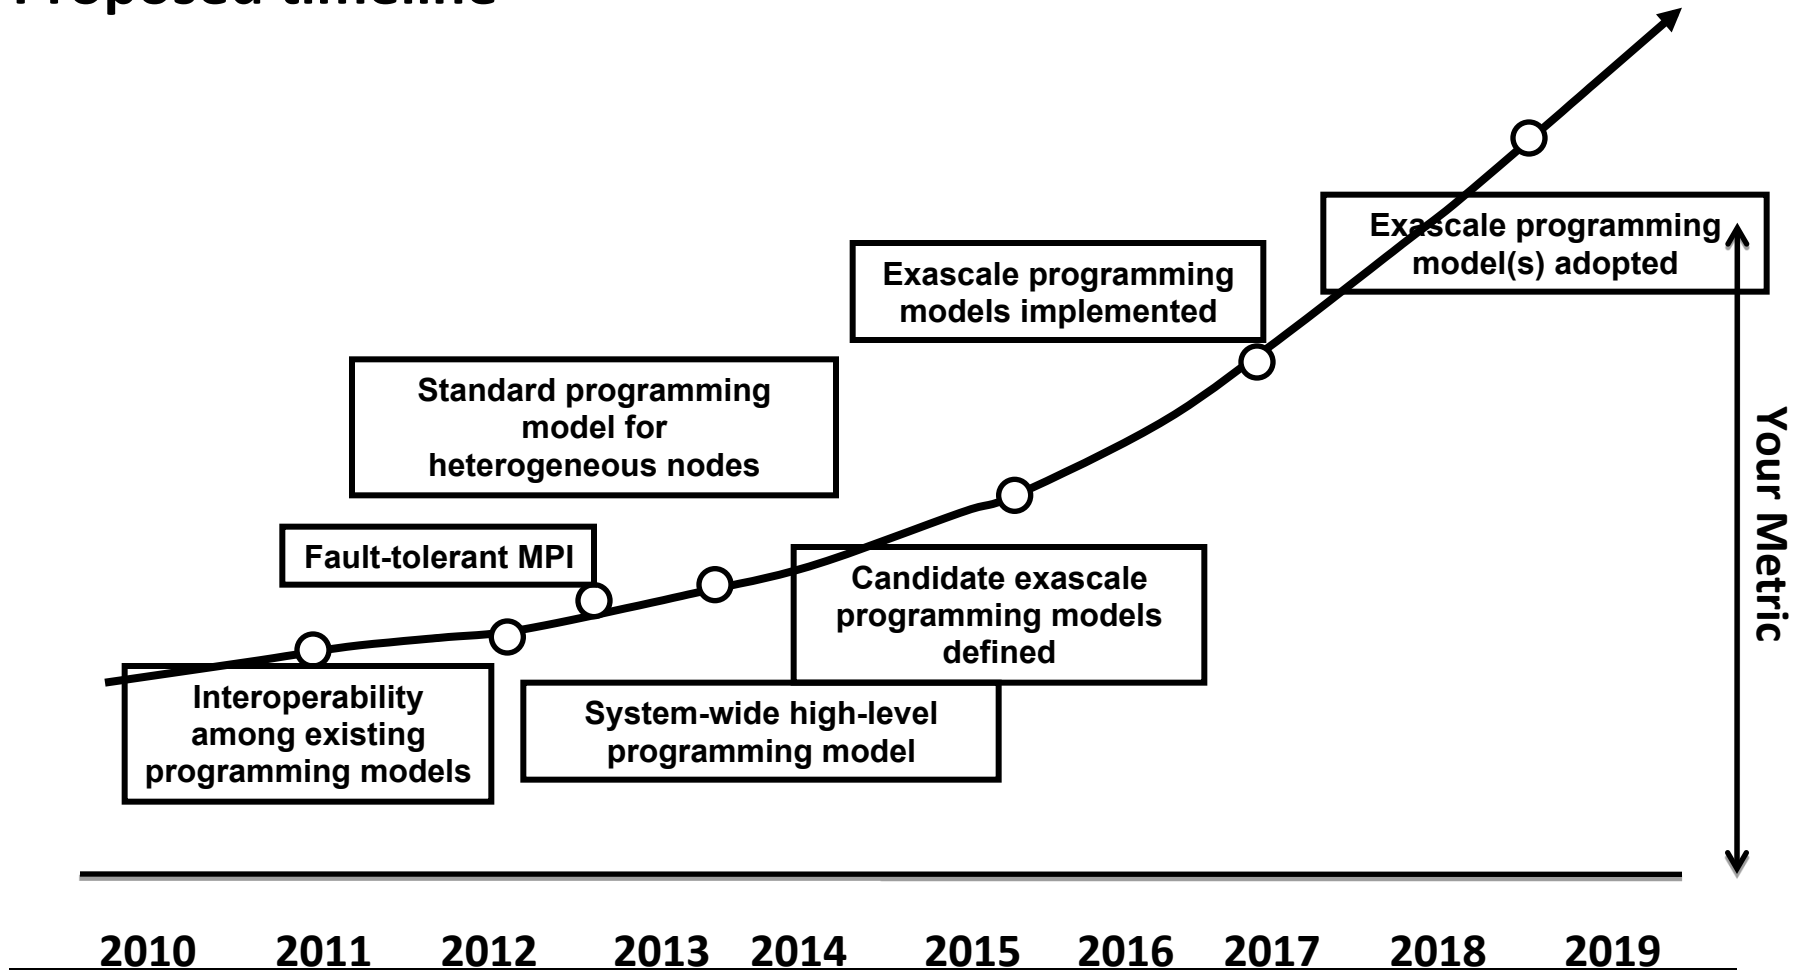 Proposed timeline
Exascale programming
model(s) adopted
Exascale programming
models implemented
Standard programming
model for
heterogeneous nodes
Fault-tolerant MPI
Candidate exascale
programming models
defined
Interoperability
among existing
programming models
System-wide high-level
programming model
Your Metric
2010 2011 2012 2013 2014 2015 2016 2017 2018 2019